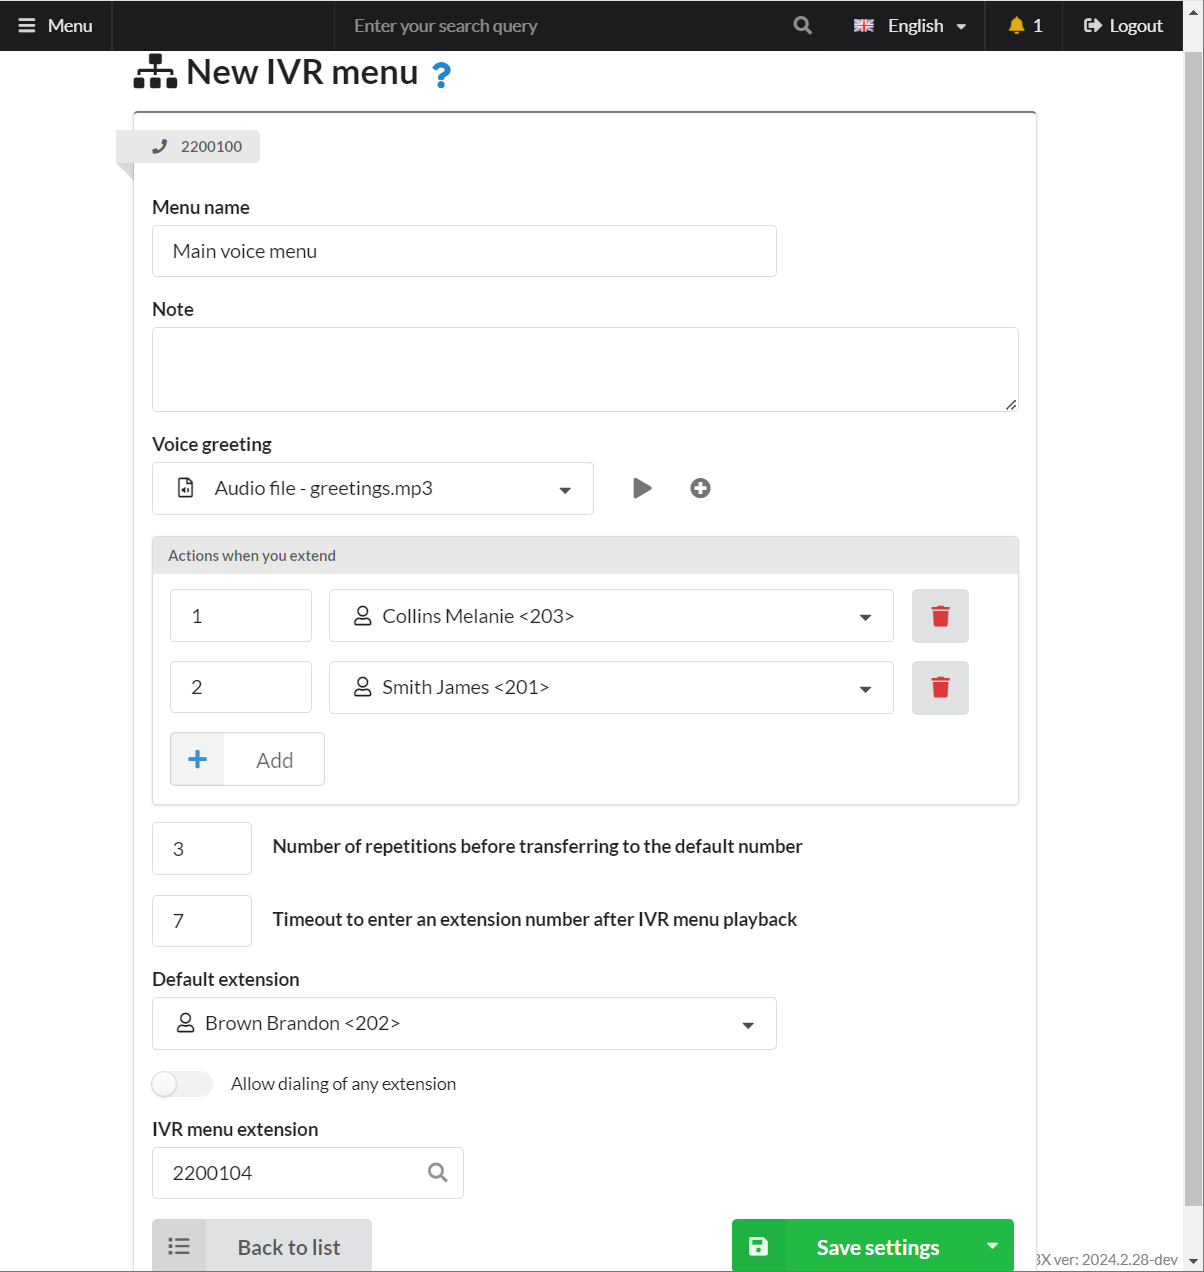 Menu
Enter your search query
English
1
Logout
New IVR menu ?
2200100
Menu name
Main voice menu
Note
Voice greeting
Audio file - greetings.mp3
Actions when you extend
1
Collins Melanie <203>
2
Smith James <201>
Add
3
Number of repetitions before transferring to the default number
7
Timeout to enter an extension number after IVR menu playback
Default extension
Brown Brandon <202>
Allow dialing of any extension
IVR menu extension
2200104
Back to list
Save settings
BX ver: 2024.2.28-dev